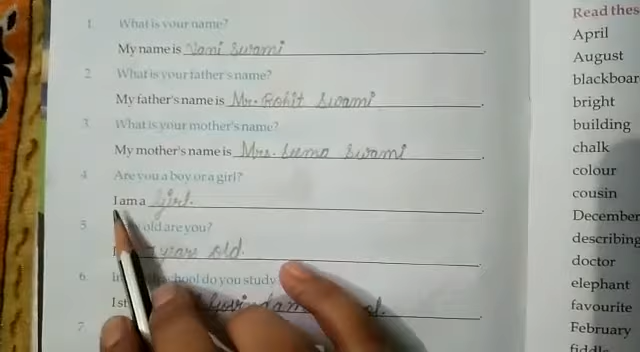 1. What is your name?
My name is Vani Swami.
2. What is your father's name?
My father's name is Mr. Rohit Swami.
3. What is your mother's name?
My mother's name is Mrs. Seema Swami.
4. Are you a boy or a girl?
I am a girl.
5. old are you?
years old.
6. school do you study
I st
7.
Read thes
April
August
blackboar
bright
building
chalk
colour
cousin
December
describing
doctor
elephant
favourite
February
fiddle